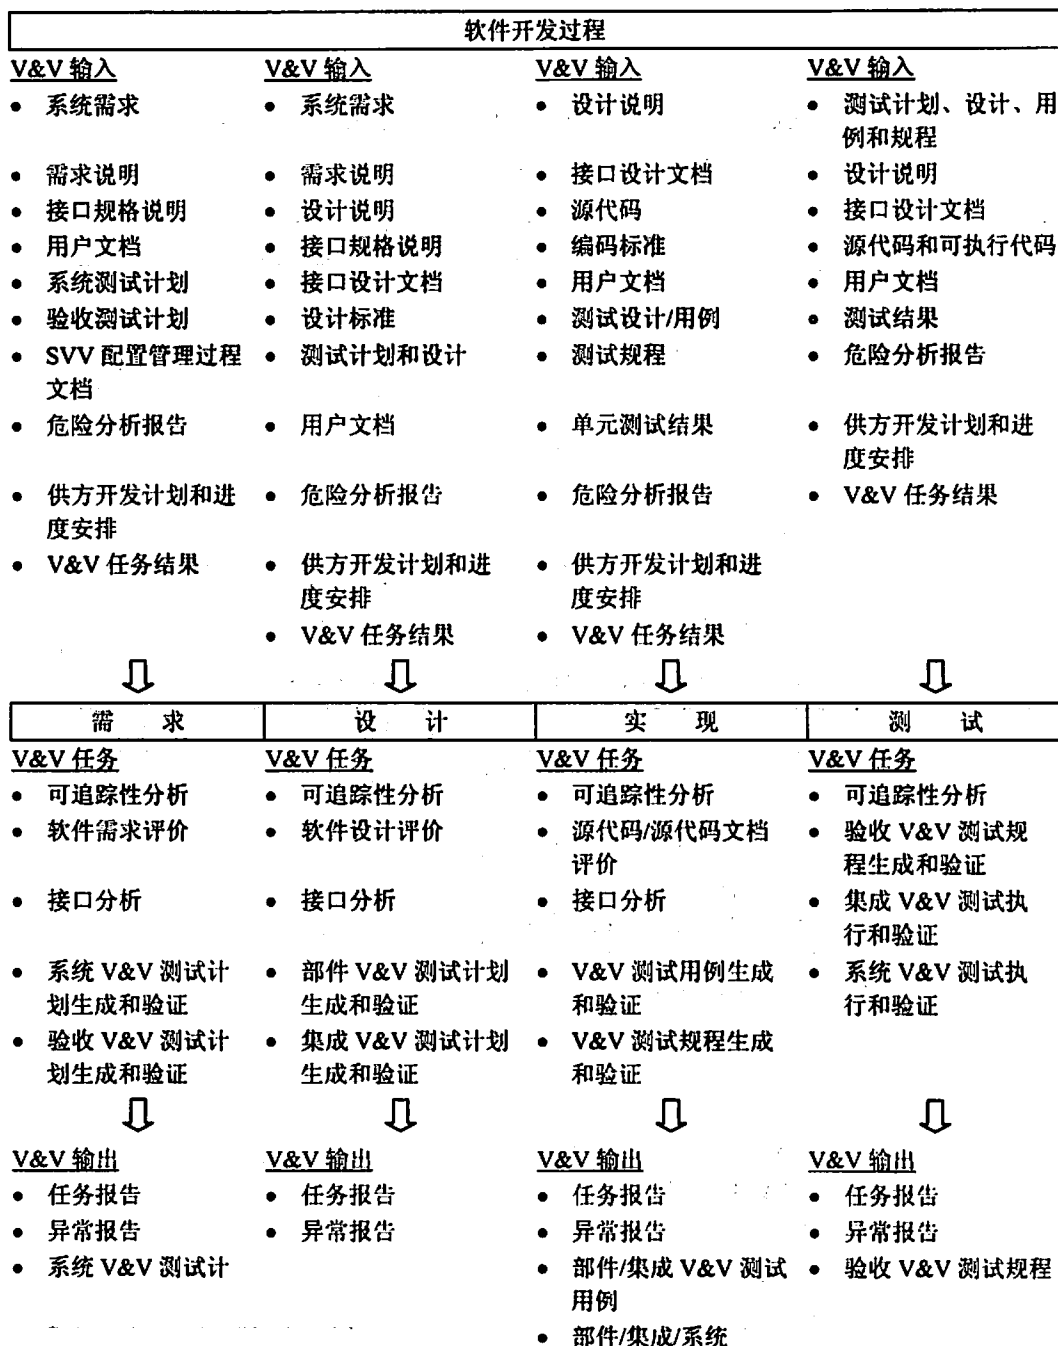 软件开发过程
V&V 输入
• 系统需求
• 需求说明
• 接口规格说明
• 用户文档
• 系统测试计划
• 验收测试计划
• SVV 配置管理过程
文档
• 危险分析报告
• 供方开发计划和进
度安排
• V&V 任务结果
V&V 输入
• 系统需求
• 需求说明
• 设计说明
• 接口规格说明
• 接口设计文档
• 设计标准
• 测试计划和设计
• 用户文档
• 危险分析报告
• 供方开发计划和进
度安排
• V&V 任务结果
V&V 输入
• 设计说明
• 接口设计文档
• 源代码
• 编码标准
• 用户文档
• 测试设计/用例
• 测试规程
• 单元测试结果
• 危险分析报告
• 供方开发计划和进
度安排
• V&V 任务结果
V&V 输入
• 测试计划、设计、用
例和规程
• 设计说明
• 接口设计文档
• 源代码和可执行代码
• 用户文档
• 测试结果
• 危险分析报告
• 供方开发计划和进
度安排
• V&V 任务结果
需 求
设 计
实 现
测 试
V&V 任务
• 可追踪性分析
• 软件需求评价
• 接口分析
• 系统 V&V 测试计
划生成和验证
• 验收 V&V 测试计
划生成和验证
V&V 任务
• 可追踪性分析
• 软件设计评价
• 接口分析
• 部件 V&V 测试计划
生成和验证
• 集成 V&V 测试计划
生成和验证
V&V 任务
• 可追踪性分析
• 源代码/源代码文档
评价
• 接口分析
• V&V 测试用例生成
和验证
• V&V 测试规程生成
和验证
V&V 任务
• 可追踪性分析
• 验收 V&V 测试规
程生成和验证
• 集成 V&V 测试执
行和验证
• 系统 V&V 测试执
行和验证
V&V 输出
• 任务报告
• 异常报告
• 系统 V&V 测试计
V&V 输出
• 任务报告
• 异常报告
V&V 输出
• 任务报告
• 异常报告
• 部件/集成 V&V 测试
用例
• 部件/集成/系统
V&V 输出
• 任务报告
• 异常报告
• 验收 V&V 测试规程